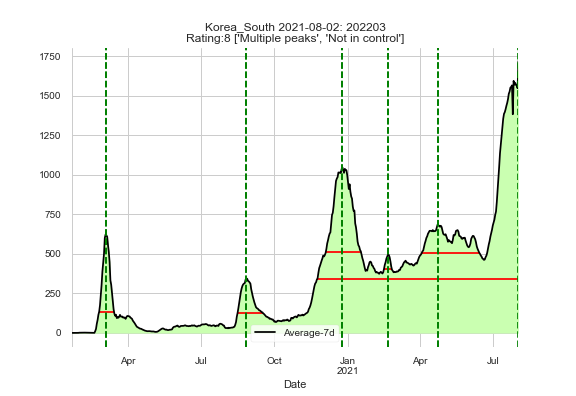 Korea_South 2021-08-02: 202203
Rating:8 ['Multiple peaks', 'Not in control']
1750
1500
1250
1000
750
500
250
0
Average-7d
Apr
Jul
Oct
Jan
2021
Apr
Jul
Date